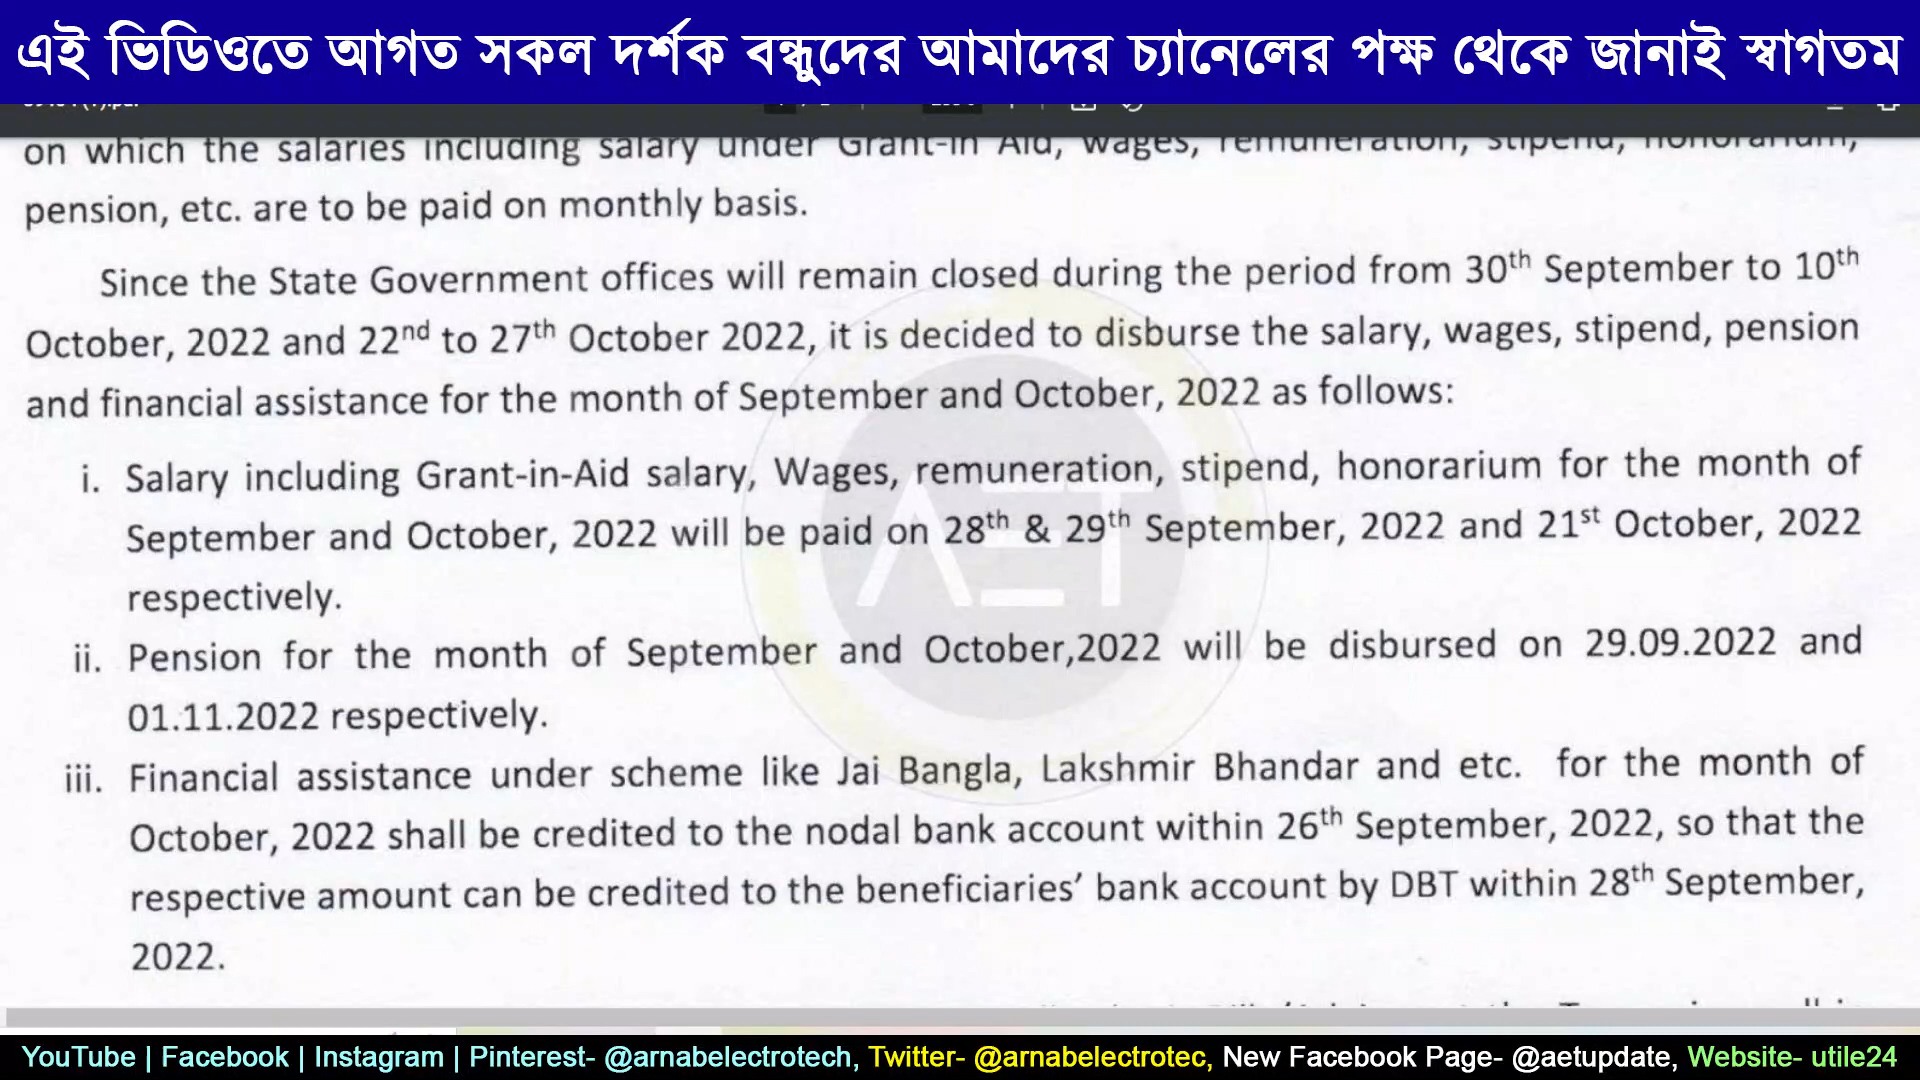 এই ভিডিওতে আগত সকল দর্শক বন্ধুদের আমাদের চ্যানেলের পক্ষ থেকে জানাই স্বাগতম
on which the salaries including salary under Grant-in Aid, wages, remuneration, stipend, honorarium,
pension, etc. are to be paid on monthly basis.
Since the State Government offices will remain closed during the period from 30th September to 10th
October, 2022 and 22nd to 27th October 2022, it is decided to disburse the salary, wages, stipend, pension
and financial assistance for the month of September and October, 2022 as follows:
i. Salary including Grant-in-Aid salary, Wages, remuneration, stipend, honorarium for the month of
September and October, 2022 will be paid on 28th & 29th September, 2022 and 21st October, 2022
respectively.
ii. Pension for the month of September and October,2022 will be disbursed on 29.09.2022 and
01.11.2022 respectively.
iii. Financial assistance under scheme like Jai Bangla, Lakshmir Bhandar and etc. for the month of
October, 2022 shall be credited to the nodal bank account within 26th September, 2022, so that the
respective amount can be credited to the beneficiaries' bank account by DBT within 28th September,
2022.
AET
YouTube | Facebook | Instagram | Pinterest- @arnabelectrotech, Twitter- @arnabelectrotec, New Facebook Page- @aetupdate, Website- utile24